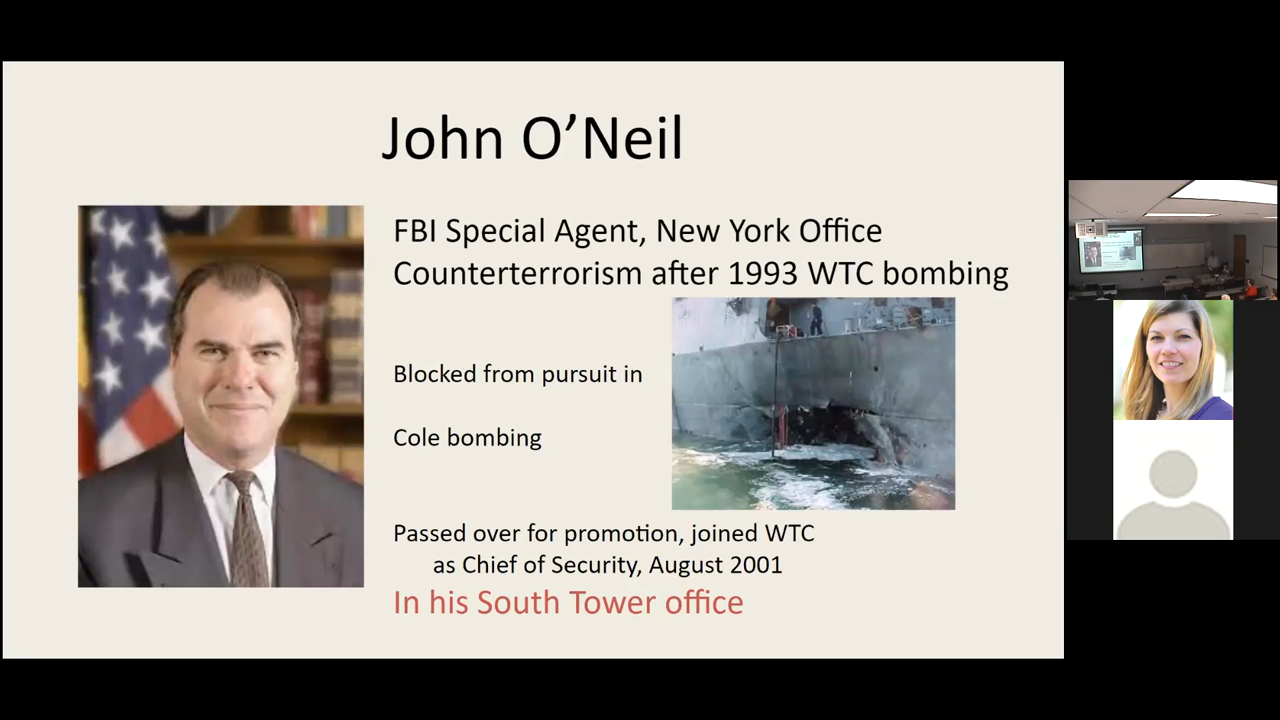 John O’Neil
FBI Special Agent, New York Office
Counterterrorism after 1993 WTC bombing
Blocked from pursuit in
Cole bombing
Passed over for promotion, joined WTC
as Chief of Security, August 2001
In his South Tower office